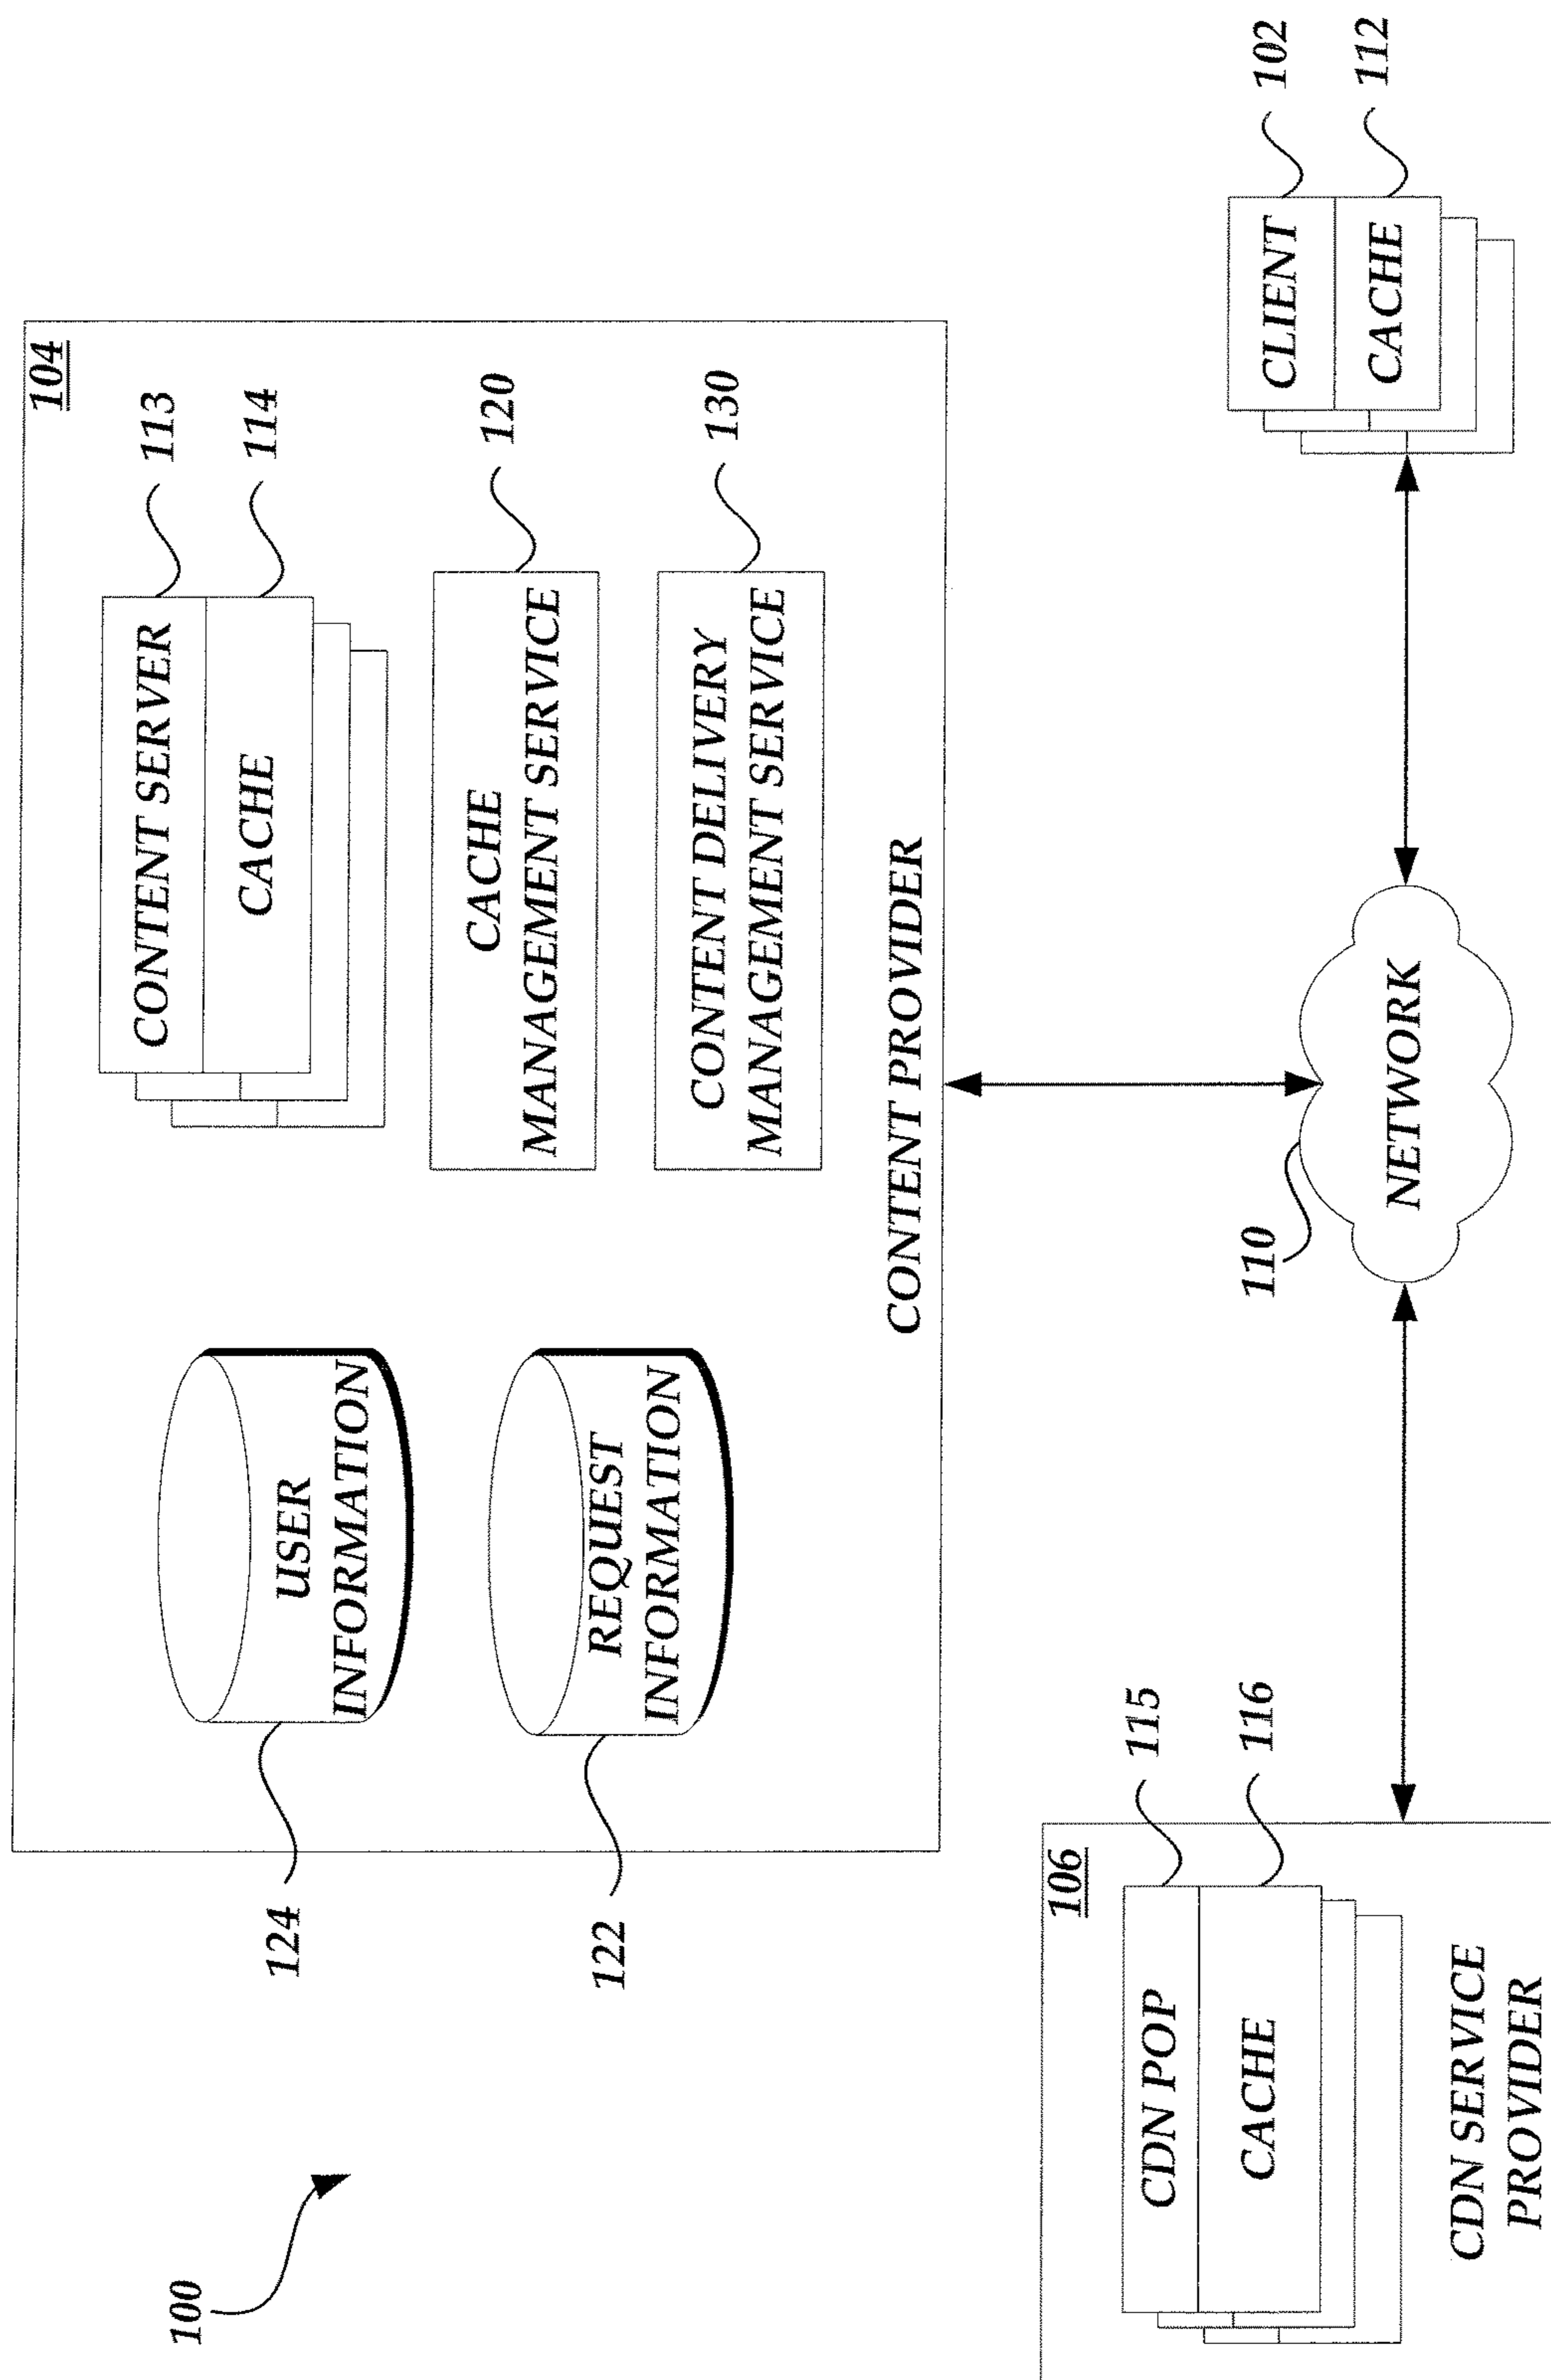 100
104
124
USER
INFORMATION
122
REQUEST
INFORMATION
CONTENT SERVER
113
CACHE
114
CACHE
MANAGEMENT SERVICE
120
CONTENT DELIVERY
MANAGEMENT SERVICE
130
CONTENT PROVIDER
106
CDN POP
115
CACHE
116
CDN SERVICE
PROVIDER
110
NETWORK
CLIENT
102
CACHE
112